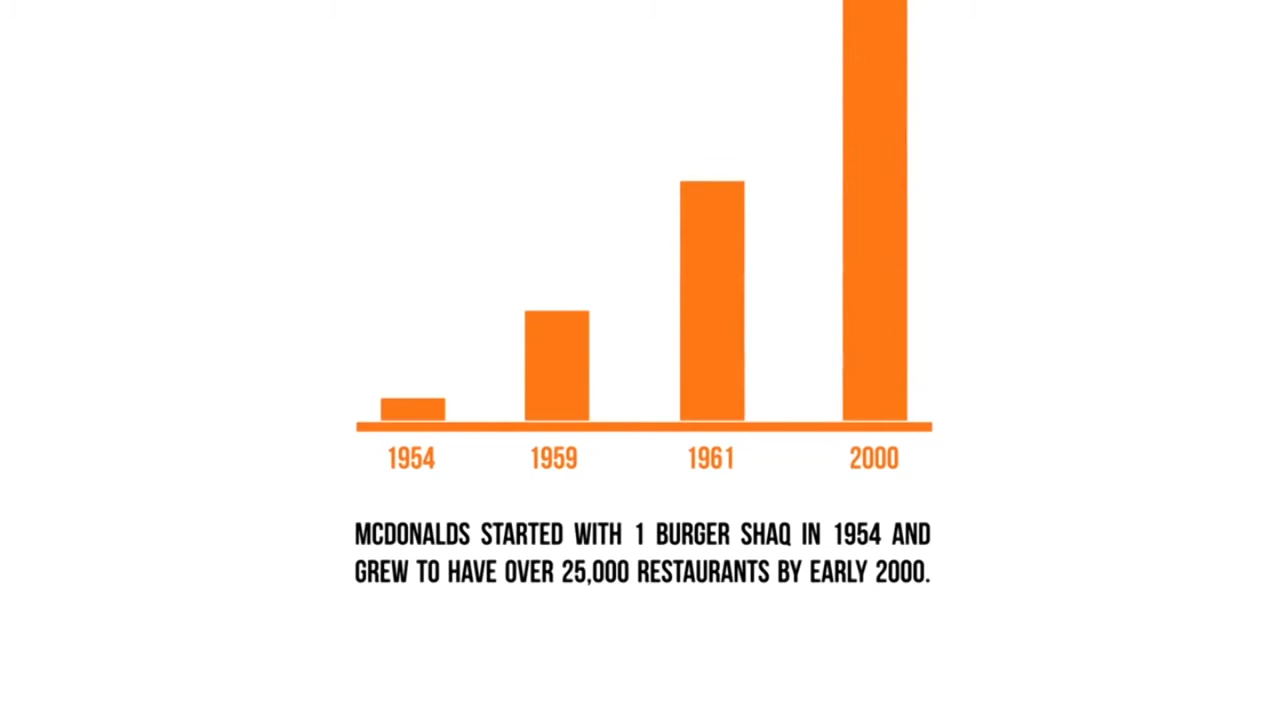 1954 1959 1961 2000
MCDONALDS STARTED WITH 1 BURGER SHAQ IN 1954 AND
GREW TO HAVE OVER 25,000 RESTAURANTS BY EARLY 2000.